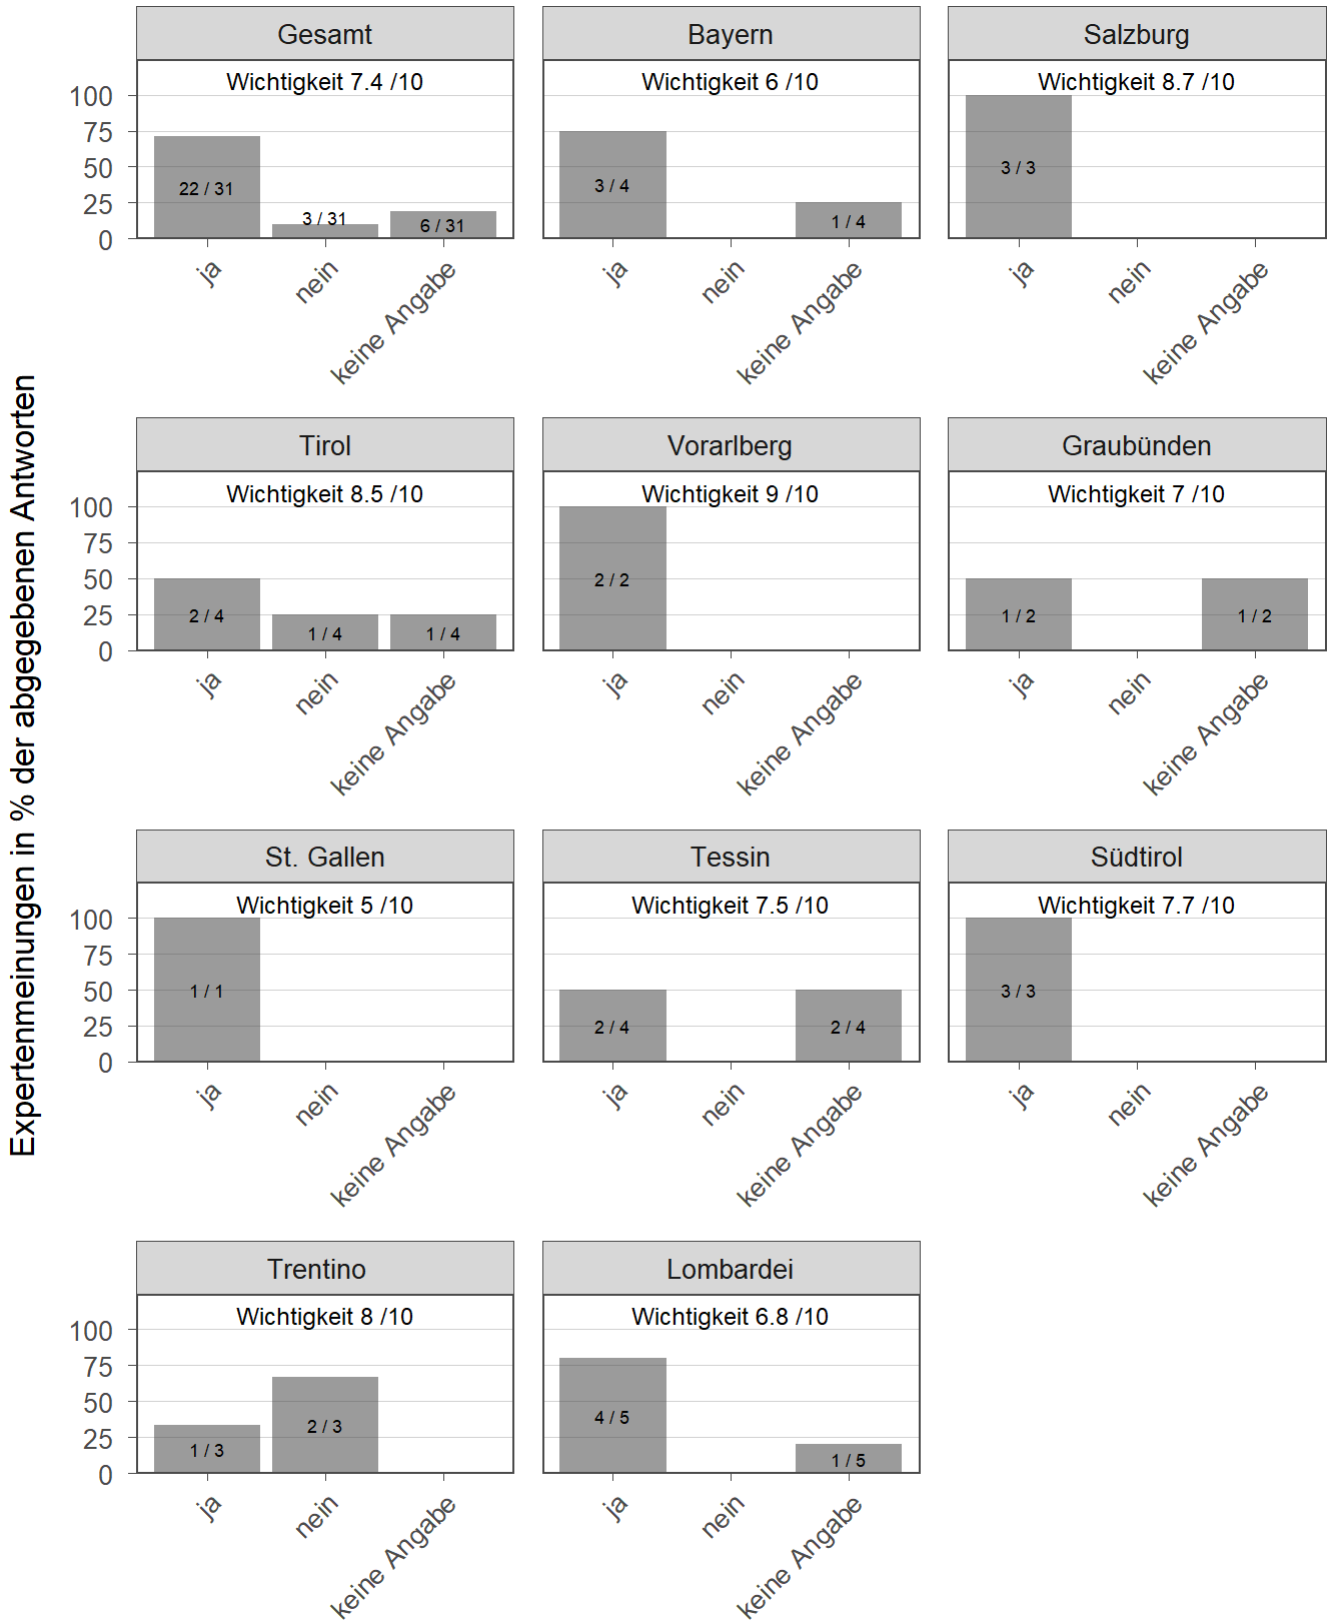 Expertenmeinungen in % der abgegebenen Antworten
Gesamt
Wichtigkeit 7.4 /10
100
75
50
25
0
22 / 31
3 / 31
6 / 31
ja
nein
keine Angabe
Bayern
Wichtigkeit 6 /10
3 / 4
1 / 4
ja
nein
keine Angabe
Salzburg
Wichtigkeit 8.7 /10
3 / 3
ja
nein
keine Angabe
Tirol
Wichtigkeit 8.5 /10
100
75
50
25
0
2 / 4
1 / 4
1 / 4
ja
nein
keine Angabe
Vorarlberg
Wichtigkeit 9 /10
2 / 2
ja
nein
keine Angabe
Graubünden
Wichtigkeit 7 /10
1 / 2
1 / 2
ja
nein
keine Angabe
St. Gallen
Wichtigkeit 5 /10
100
75
50
25
0
1 / 1
ja
nein
keine Angabe
Tessin
Wichtigkeit 7.5 /10
2 / 4
2 / 4
ja
nein
keine Angabe
Südtirol
Wichtigkeit 7.7 /10
3 / 3
ja
nein
keine Angabe
Trentino
Wichtigkeit 8 /10
100
75
50
25
0
1 / 3
2 / 3
ja
nein
keine Angabe
Lombardei
Wichtigkeit 6.8 /10
4 / 5
1 / 5
ja
nein
keine Angabe